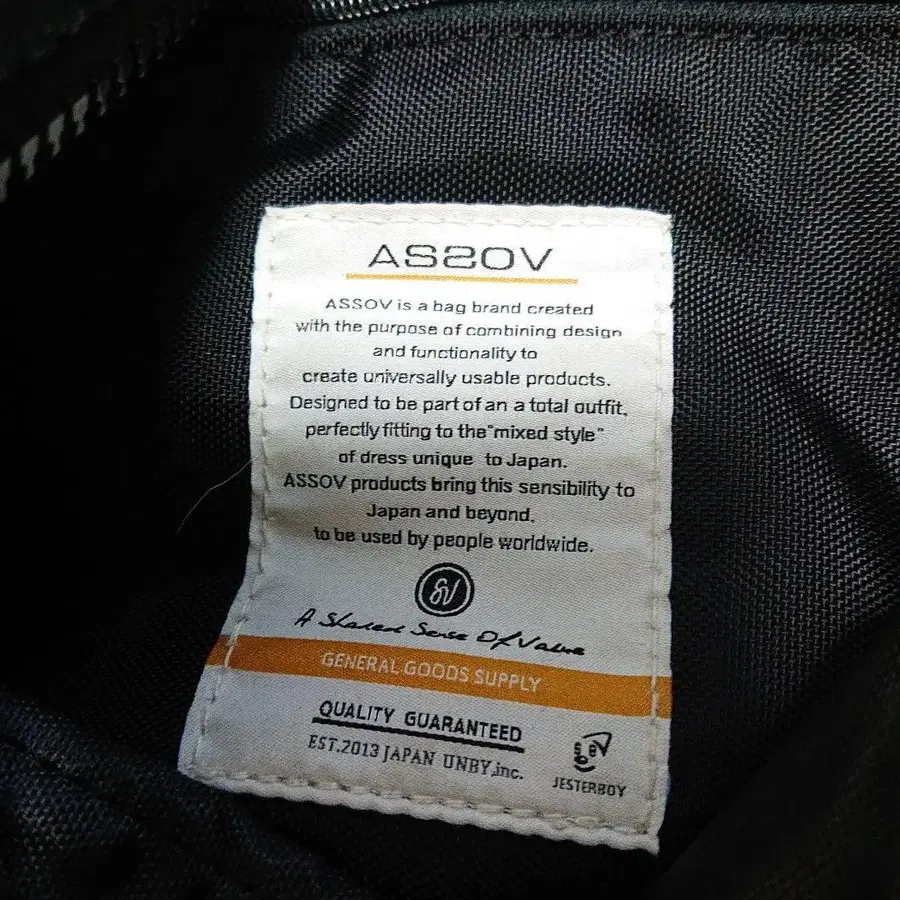 ASSOV
ASSOV is a bag brand created
with the purpose of combining design
and functionality to
create universally usable products.
Designed to be part of an a total outfit,
perfectly fitting to the"mixed style"
of dress unique to Japan.
ASSOV products bring this sensibility to
Japan and beyond,
to be used by people worldwide.
A Shared Sense Of Value
GENERAL GOODS SUPPLY
QUALITY GUARANTEED
EST.2013 JAPAN UNBY,inc.
JESTERBOY